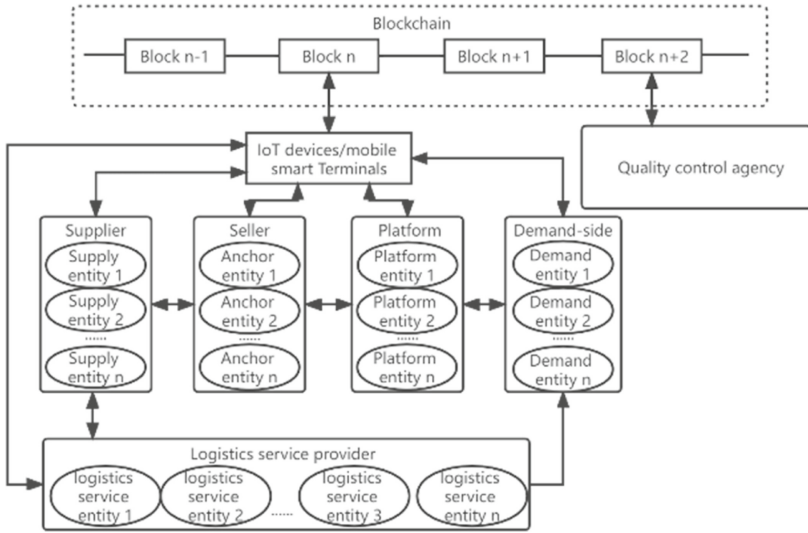 Blockchain
Block n-1
Block n
Block n+1
Block n+2
IoT devices/mobile
smart Terminals
Quality control agency
Supplier
Supply
entity 1
Supply
entity 2
......
Supply
entity n
Seller
Anchor
entity 1
Anchor
entity 2
......
Anchor
entity n
Platform
Platform
entity 1
Platform
entity 2
......
Platform
entity n
Demand-side
Demand
entity 1
Demand
entity 2
......
Demand
entity n
Logistics service provider
logistics
service
entity 1
logistics
service
entity 2
......
logistics
service
entity 3
logistics
service
entity n